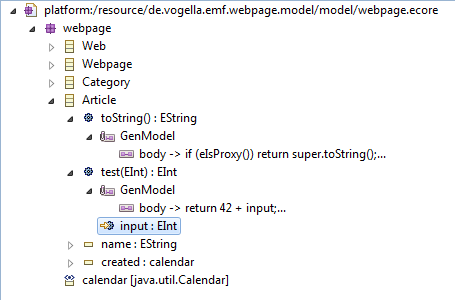 platform:/resource/de.vogella.emf.webpage.model/model/webpage.ecore
webpage
Web
Webpage
Category
Article
toString() : EString
GenModel
body -> if (eIsProxy()) return super.toString();...
test(EInt) : EInt
GenModel
body -> return 42 + input;...
input : EInt
name : EString
created : calendar
calendar [java.util.Calendar]